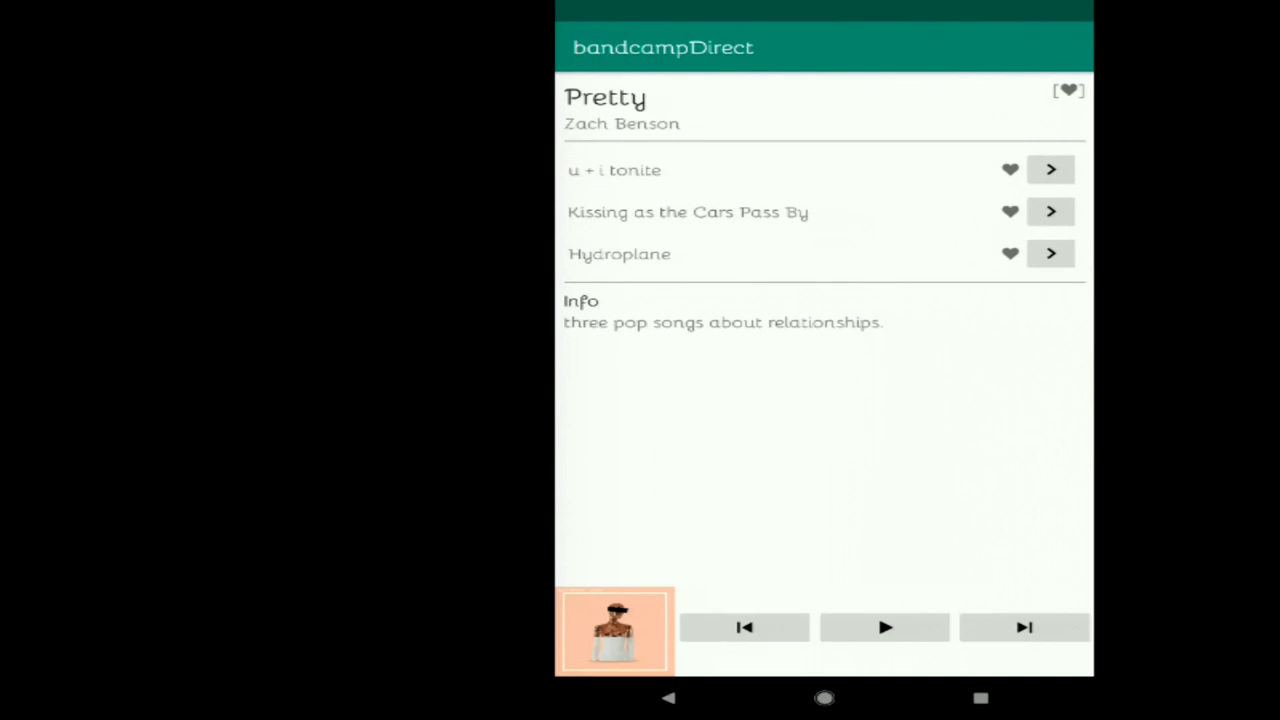 bandcampDirect
Pretty
[♥]
Zach Benson
u + i tonite
Kissing as the Cars Pass By
Hydroplane
Info
three pop songs about relationships.